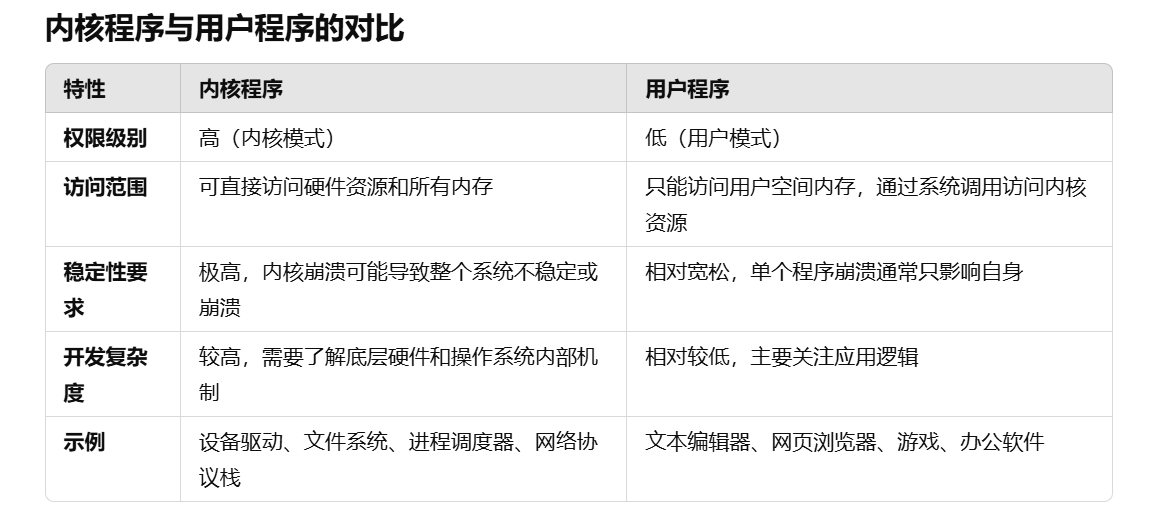 内核程序与用户程序的对比
特性 内核程序 用户程序
权限级别 高（内核模式） 低（用户模式）
访问范围 可直接访问硬件资源和所有内存 只能访问用户空间内存，通过系统调用访问内核
资源
稳定性要 极高，内核崩溃可能导致整个系统不稳定或 相对宽松，单个程序崩溃通常只影响自身
求 崩溃
开发复杂 较高，需要了解底层硬件和操作系统内部机 相对较低，主要关注应用逻辑
度 制
示例 设备驱动、文件系统、进程调度器、网络协 文本编辑器、网页浏览器、游戏、办公软件
议栈